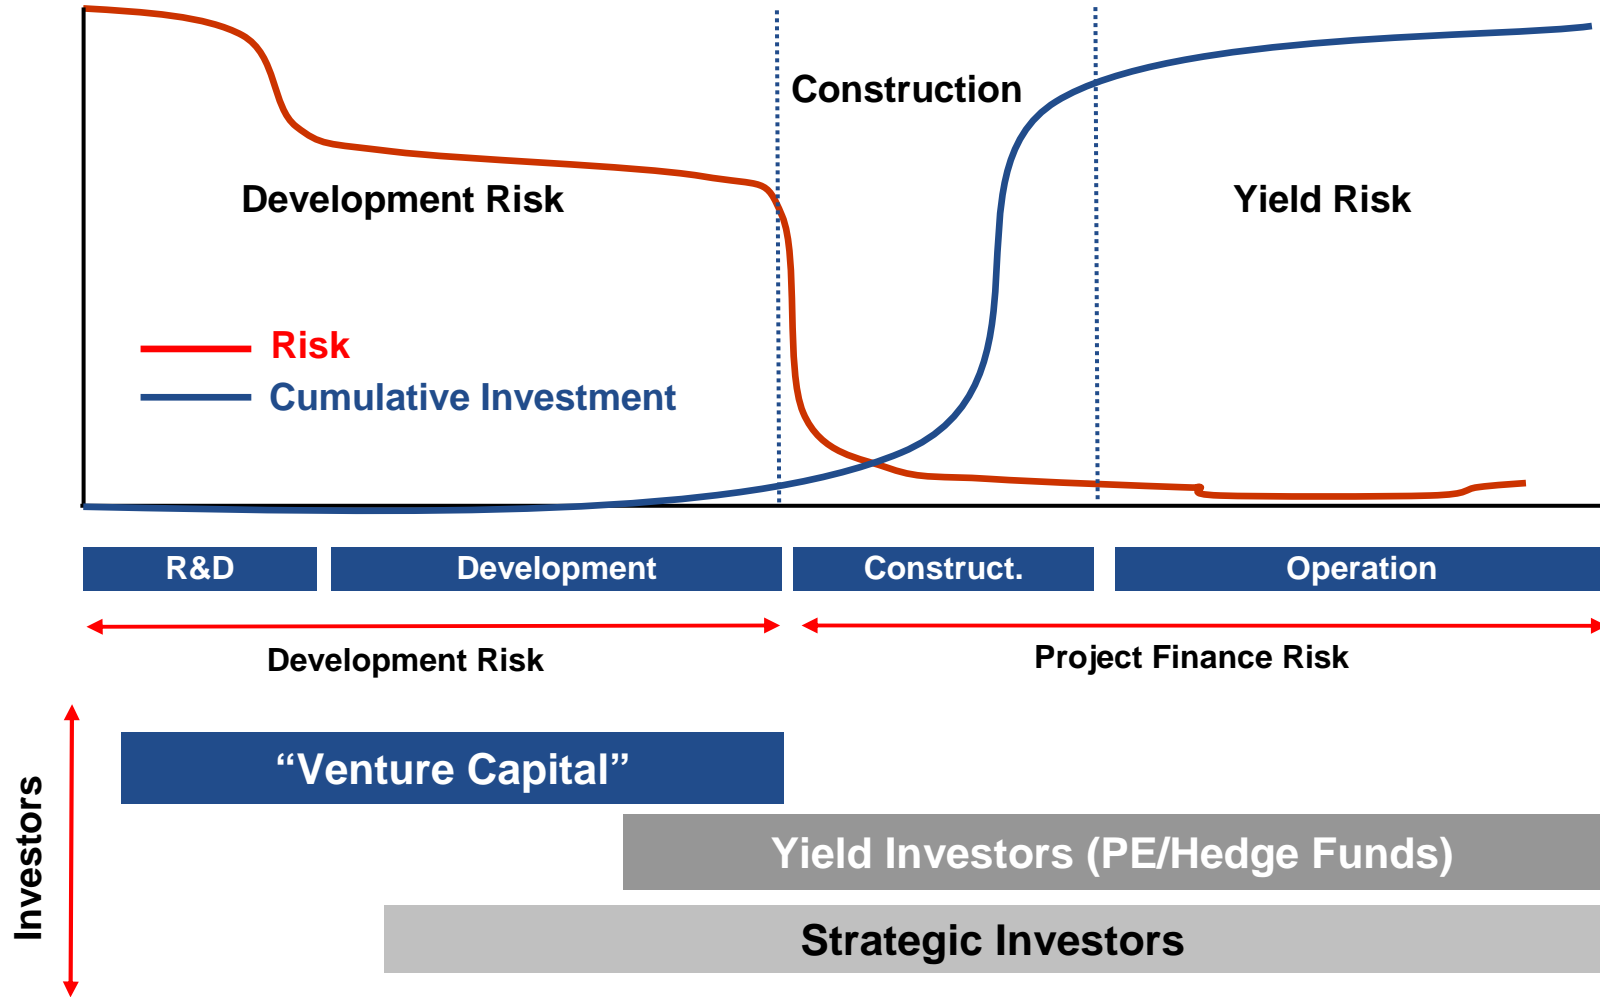 Construction
Development Risk
Yield Risk
Risk
Cumulative Investment
R&D
Development
Construct.
Operation
Development Risk
Project Finance Risk
Investors
“Venture Capital”
Yield Investors (PE/Hedge Funds)
Strategic Investors